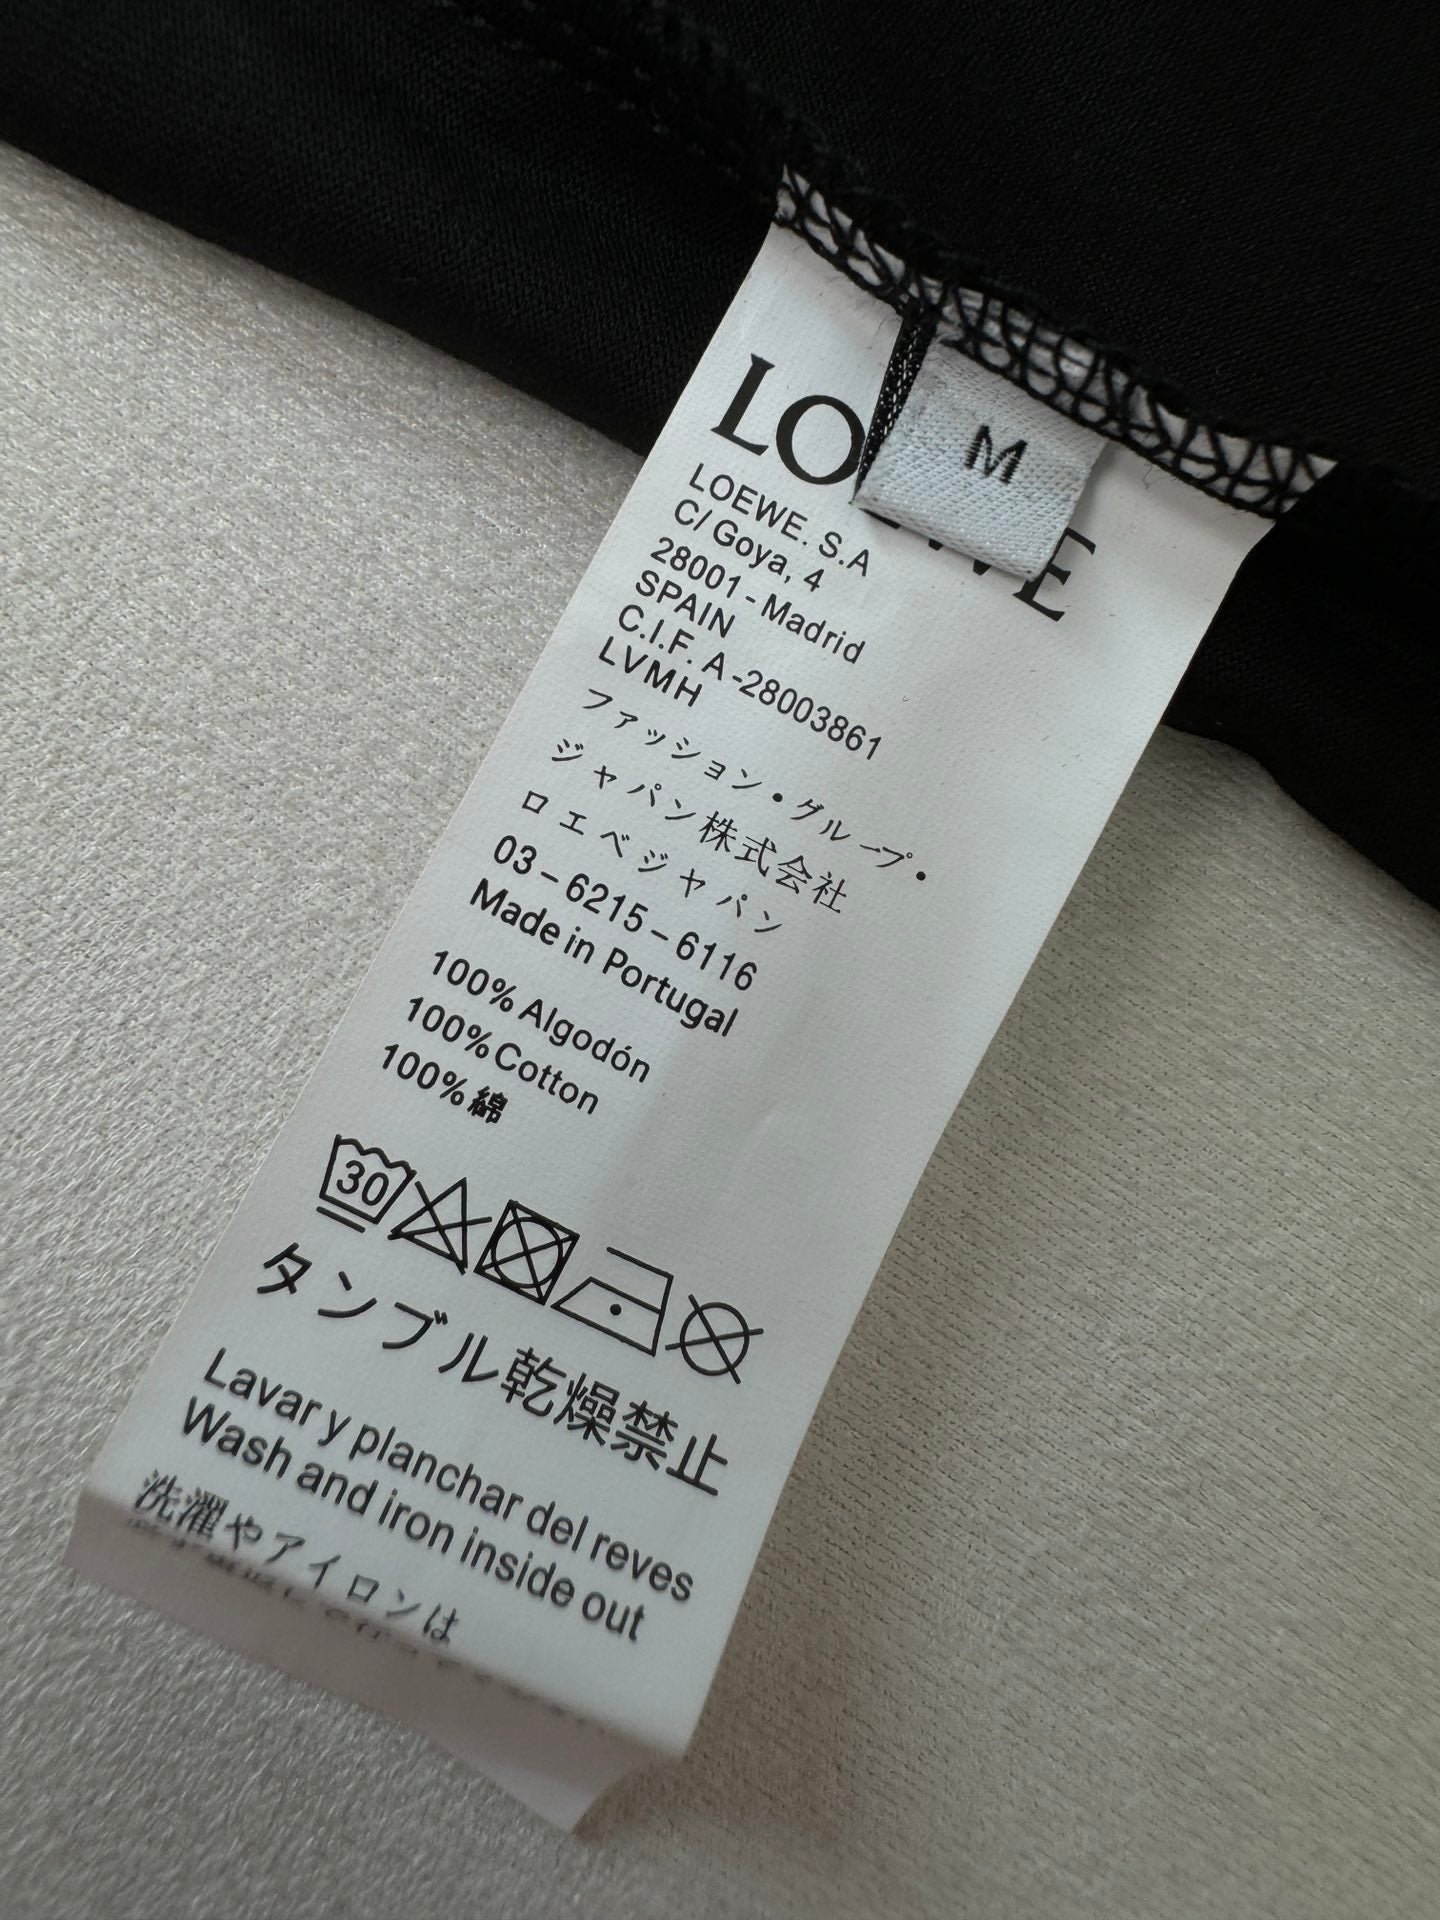 LOEWE
M
LOEWE. S.A
C/ Goya, 4
28001 - Madrid
SPAIN
C.I.F. A -28003861
LVMH
ファッション・グループ・
ジャパン株式会社
ロエベジャパン
03 – 6215 – 6116
Made in Portugal
100% Algodón
100% Cotton
100% 綿
30
タンブル乾燥禁止
Lavar y planchar del reves
Wash and iron inside out
洗濯やアイロンは